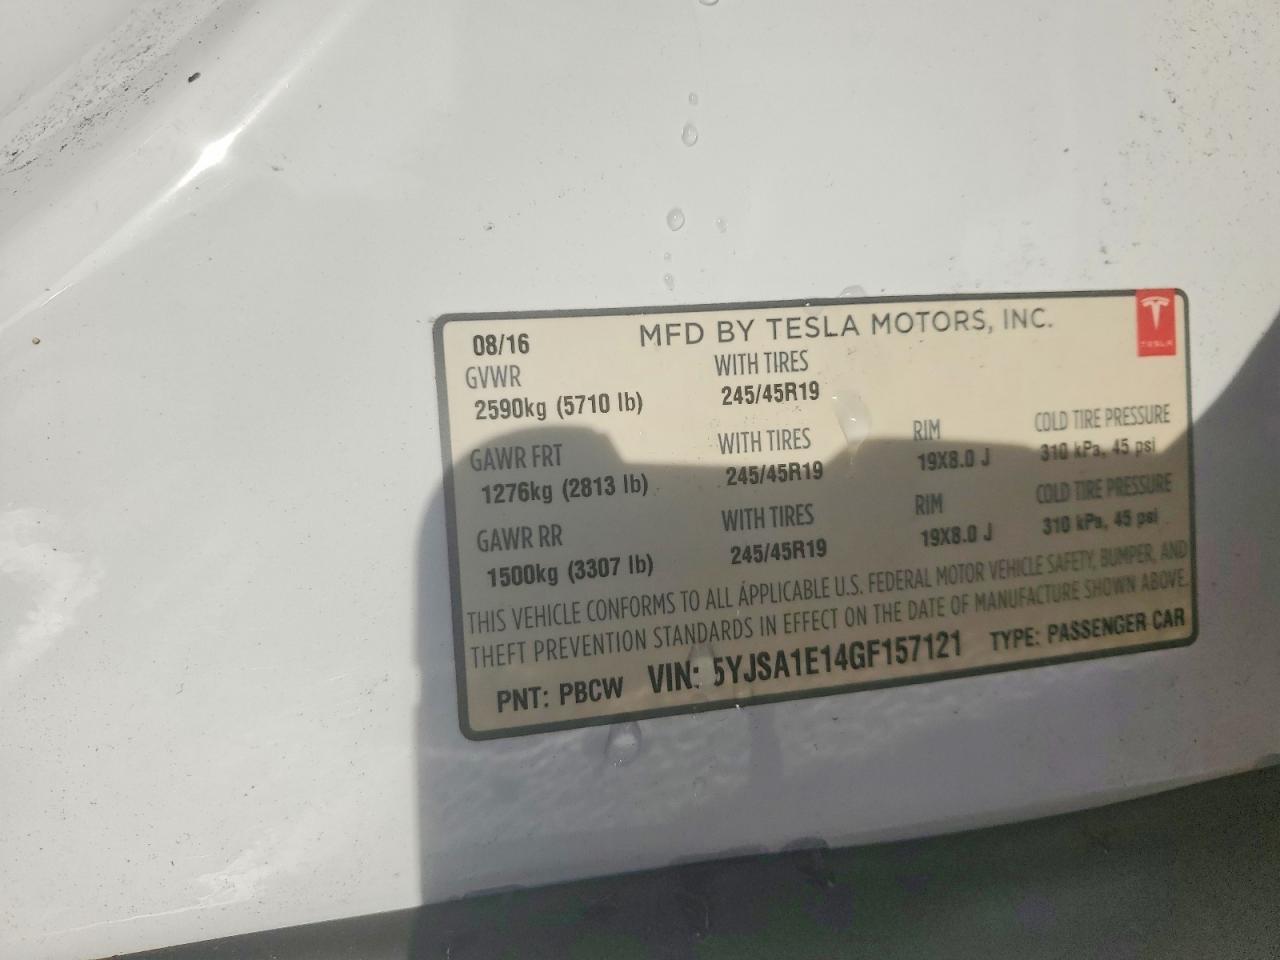 08/16 MFD BY TESLA MOTORS, INC. TESLA
GVWR WITH TIRES
2590kg (5710 lb) 245/45R19
GAWR FRT WITH TIRES RIM COLD TIRE PRESSURE
1276kg (2813 lb) 245/45R19 19X8.0 J 310 kPa, 45 psi
GAWR RR WITH TIRES RIM COLD TIRE PRESSURE
1500kg (3307 lb) 245/45R19 19X8.0 J 310 kPa, 45 psi
THIS VEHICLE CONFORMS TO ALL APPLICABLE U.S. FEDERAL MOTOR VEHICLE SAFETY, BUMPER, AND
THEFT PREVENTION STANDARDS IN EFFECT ON THE DATE OF MANUFACTURE SHOWN ABOVE.
PNT: PBCW VIN: 5YJSA1E14GF157121 TYPE: PASSENGER CAR